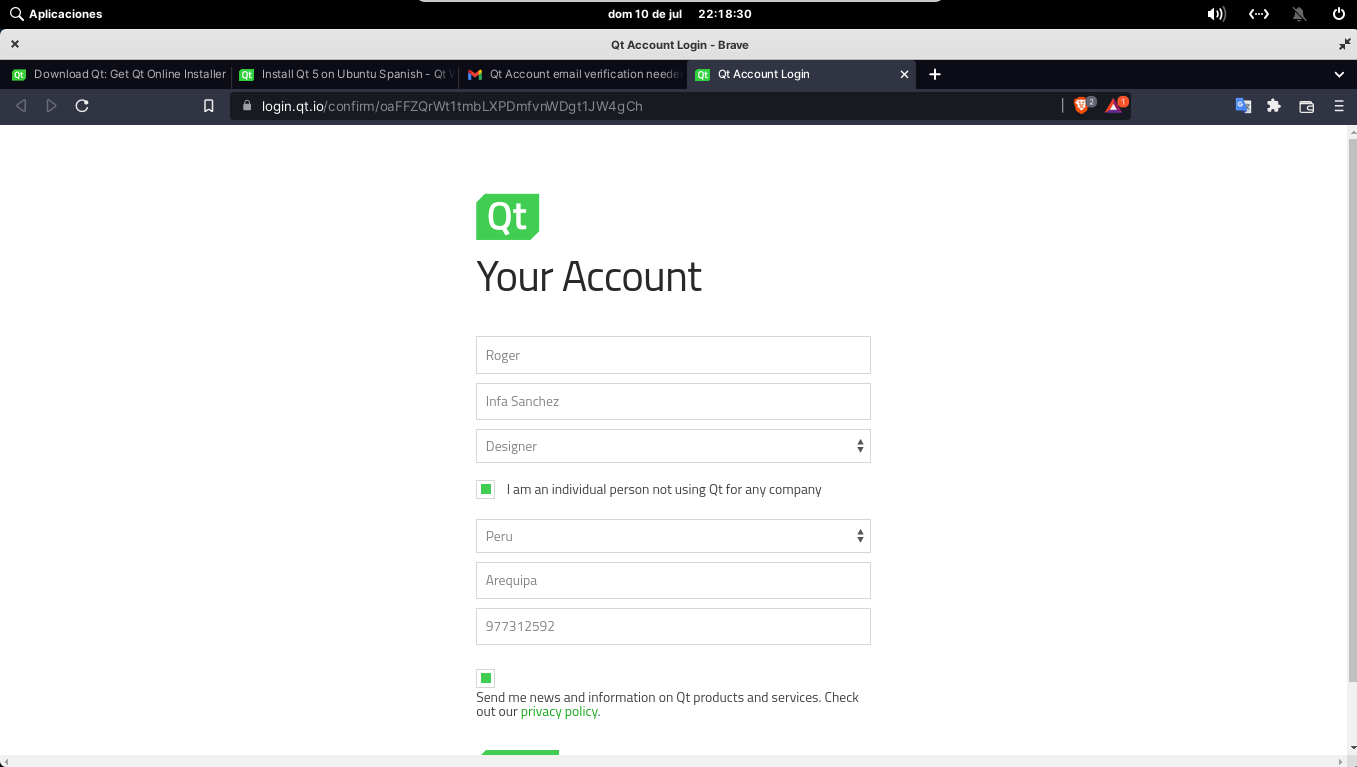 Aplicaciones
dom 10 de jul 22:18:30
Qt Account Login - Brave
Qt Download Qt: Get Qt Online Installer
Qt Install Qt 5 on Ubuntu Spanish - Qt
Qt Account email verification neede
Qt Qt Account Login
login.qt.io/confirm/oaFFZQrWt1tmbLXPDmfvnWDgt1JW4gCh
2
1
Qt
Your Account
Roger
Infa Sanchez
Designer
I am an individual person not using Qt for any company
Peru
Arequipa
977312592
Send me news and information on Qt products and services. Check
out our privacy policy.